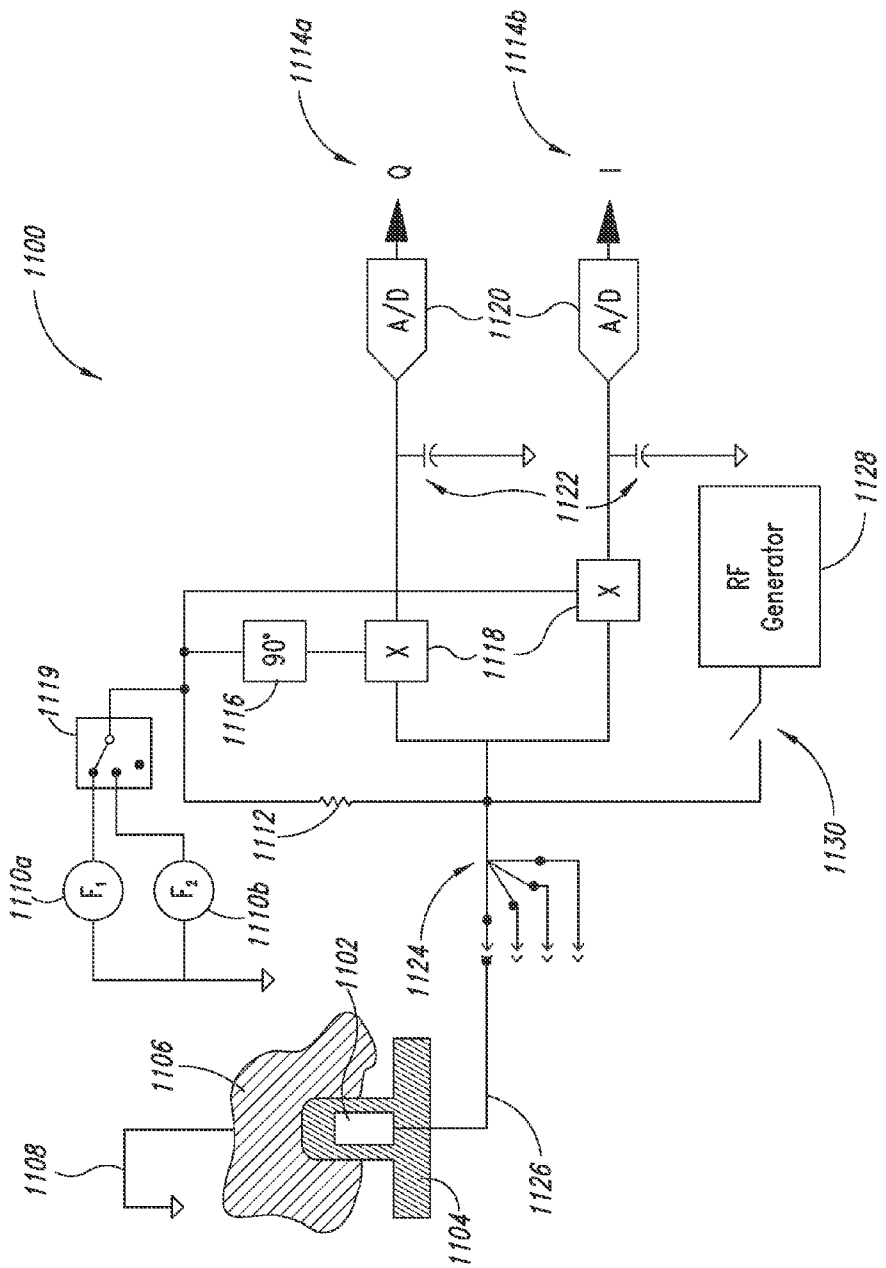 1100
1114a
1114b
Q
I
A/D
A/D
1120
1122
1119
90°
1116
X
X
1118
RF
Generator
1128
1130
1110a
F₁
F₂
1110b
1112
1124
1102
1106
1108
1104
1126